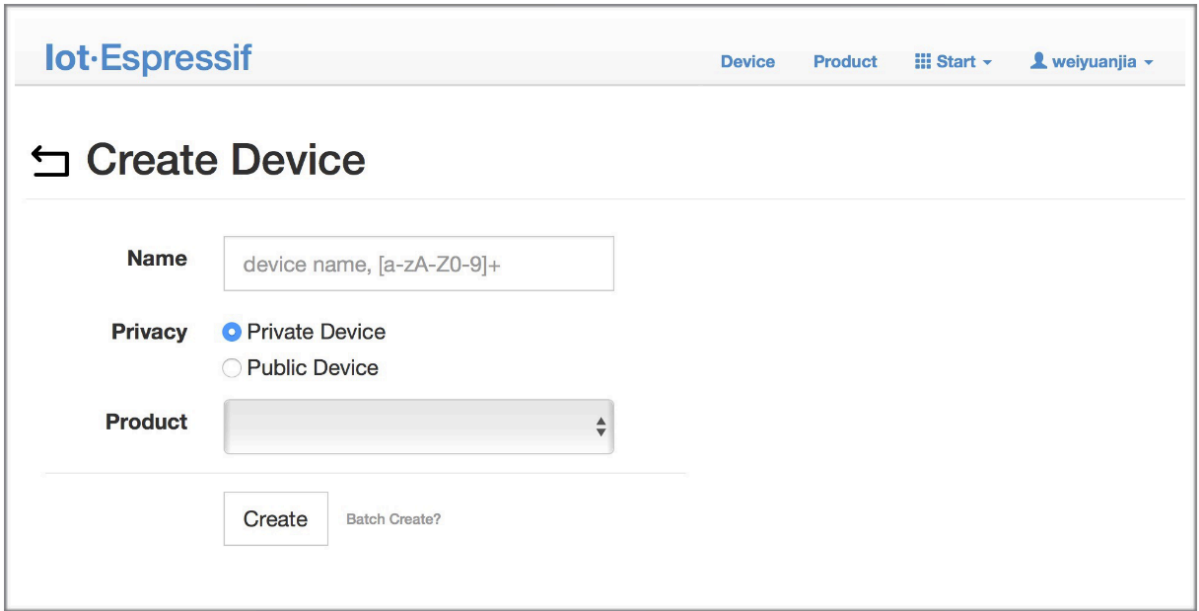 Iot·Espressif
Device Product Start weiyuanjia
Create Device
Name device name, [a-zA-Z0-9]+
Privacy Private Device
Public Device
Product
Create Batch Create?